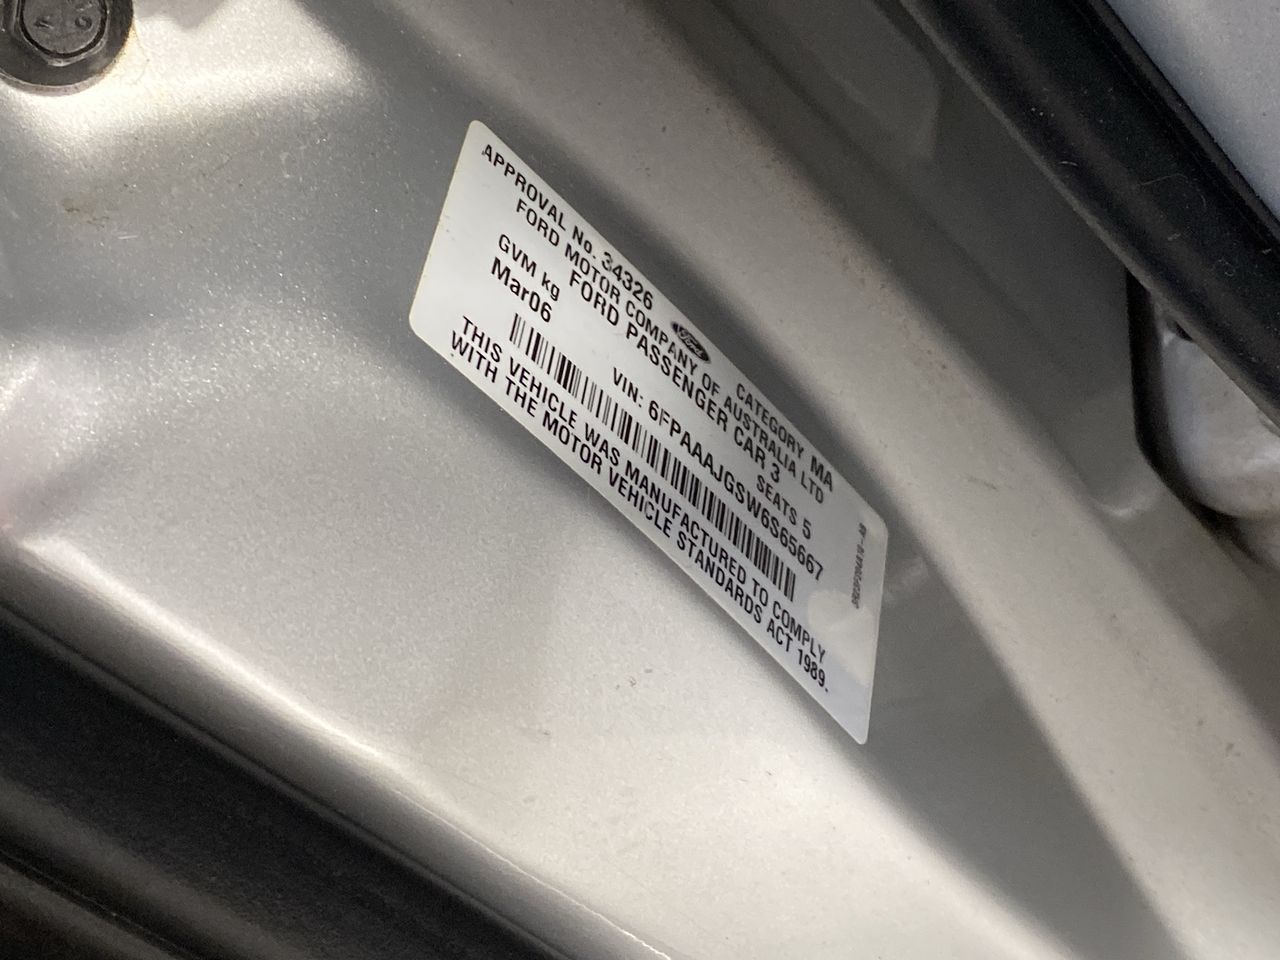 APPROVAL No. 34326 Ford CATEGORY MA
FORD MOTOR COMPANY OF AUSTRALIA LTD
FORD PASSENGER CAR 3
GVM kg SEATS 5
Mar06 VIN: 6FPAAAJGSW6S65667
THIS VEHICLE WAS MANUFACTURED TO COMPLY
WITH THE MOTOR VEHICLE STANDARDS ACT 1989.